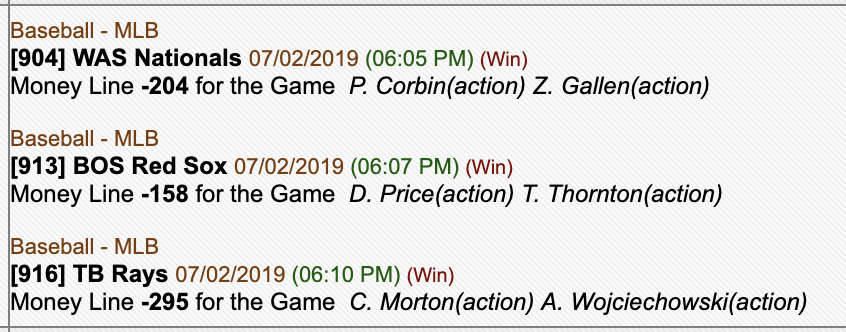 Baseball - MLB
[904] WAS Nationals 07/02/2019 (06:05 PM) (Win)
Money Line -204 for the Game P. Corbin(action) Z. Gallen(action)
Baseball - MLB
[913] BOS Red Sox 07/02/2019 (06:07 PM) (Win)
Money Line -158 for the Game D. Price(action) T. Thornton(action)
Baseball - MLB
[916] TB Rays 07/02/2019 (06:10 PM) (Win)
Money Line -295 for the Game C. Morton(action) A. Wojciechowski(action)